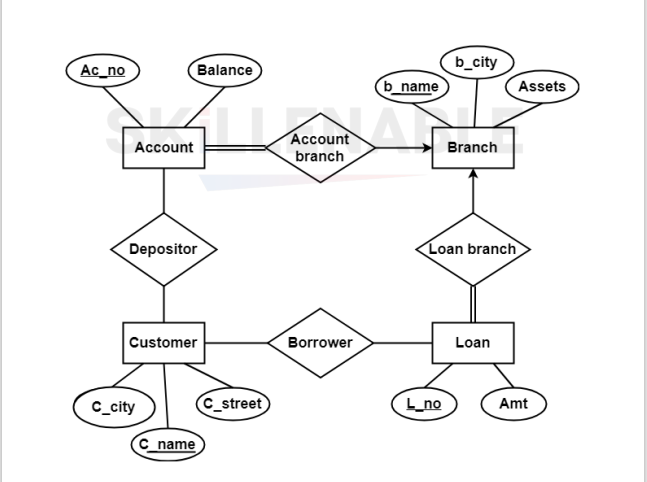 SKILLENABLE
b_city
Ac_no
Balance
b_name
Assets
Account
Account
branch
Branch
Depositor
Loan branch
Customer
Borrower
Loan
C_city
C_street
L_no
Amt
C_name